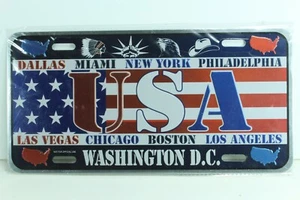 DALLAS MIAMI NEW YORK PHILADELPHIA
USA
LAS VEGAS CHICAGO BOSTON LOS ANGELES
WASHINGTON D.C.